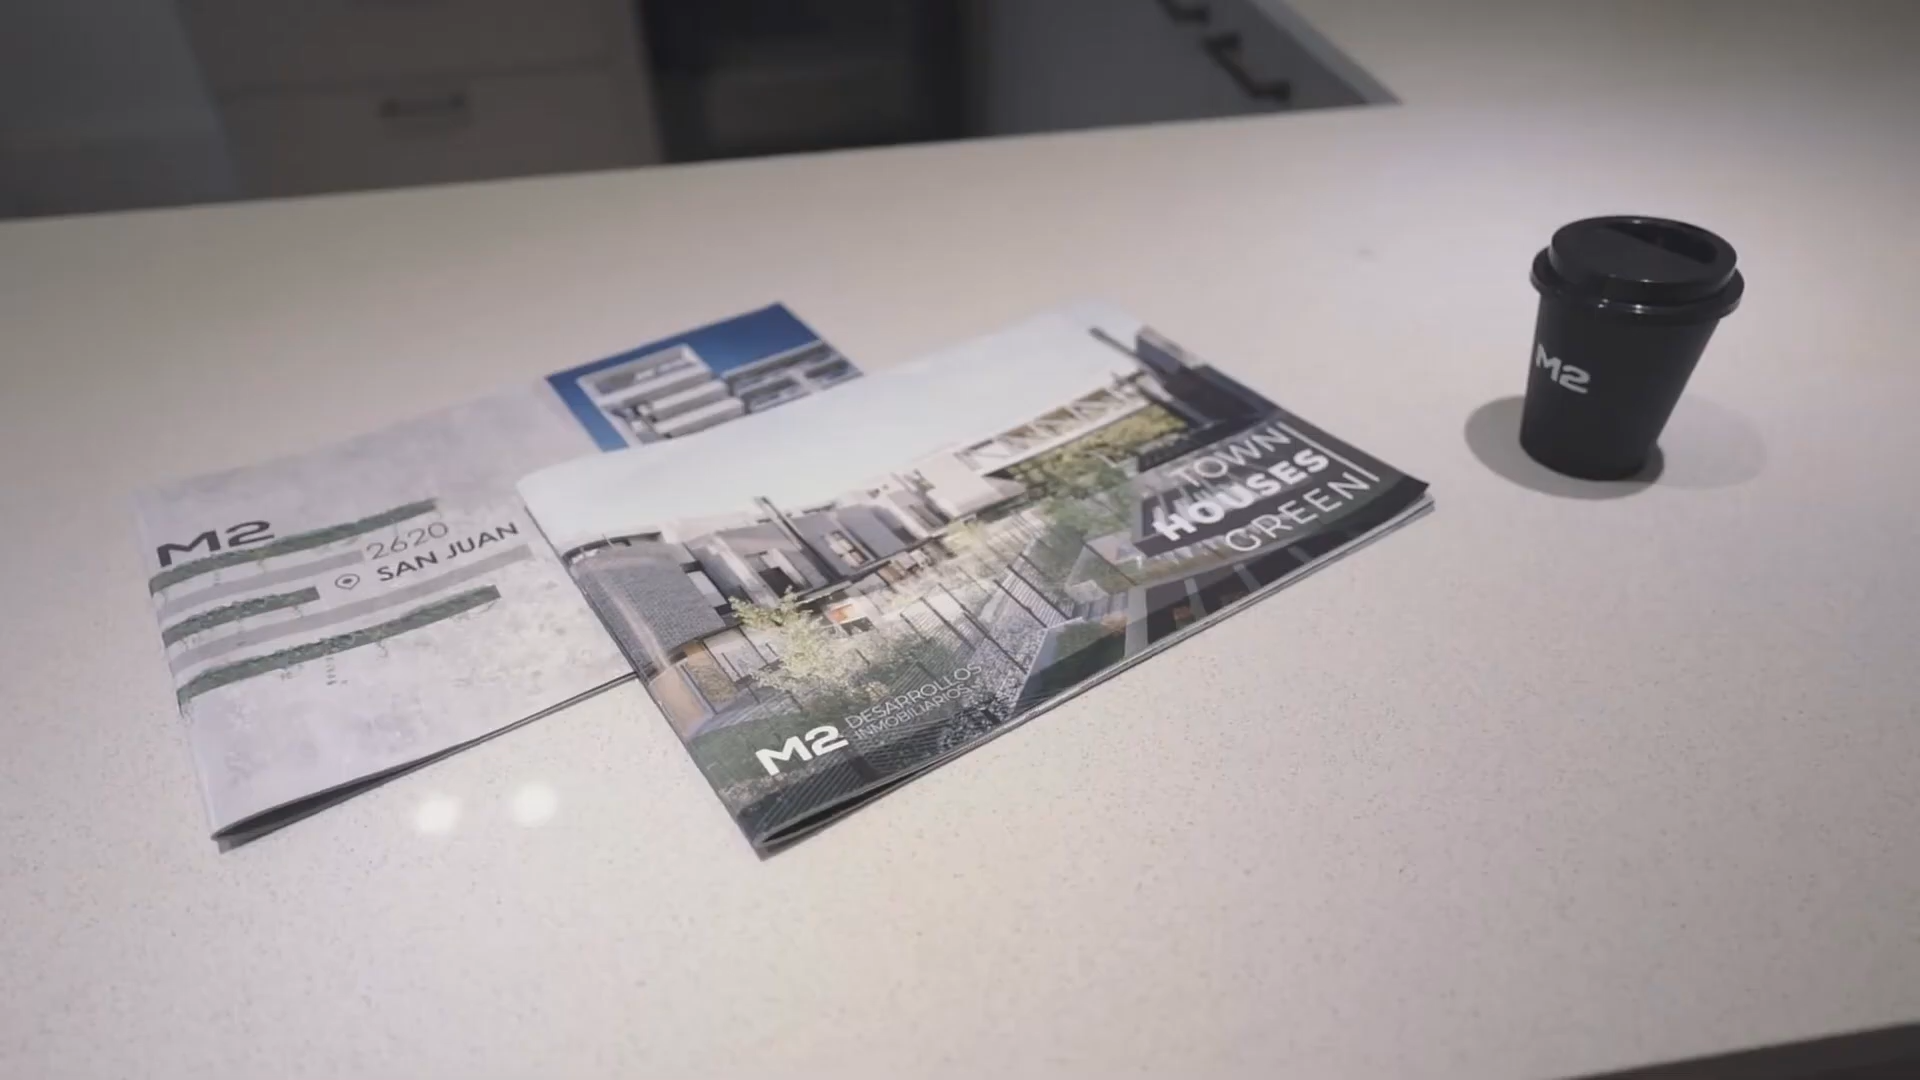 M2
2620
SAN JUAN
TOWN
HOUSES
GREEN
M2
DESARROLLOS
INMOBILIARIOS
M2